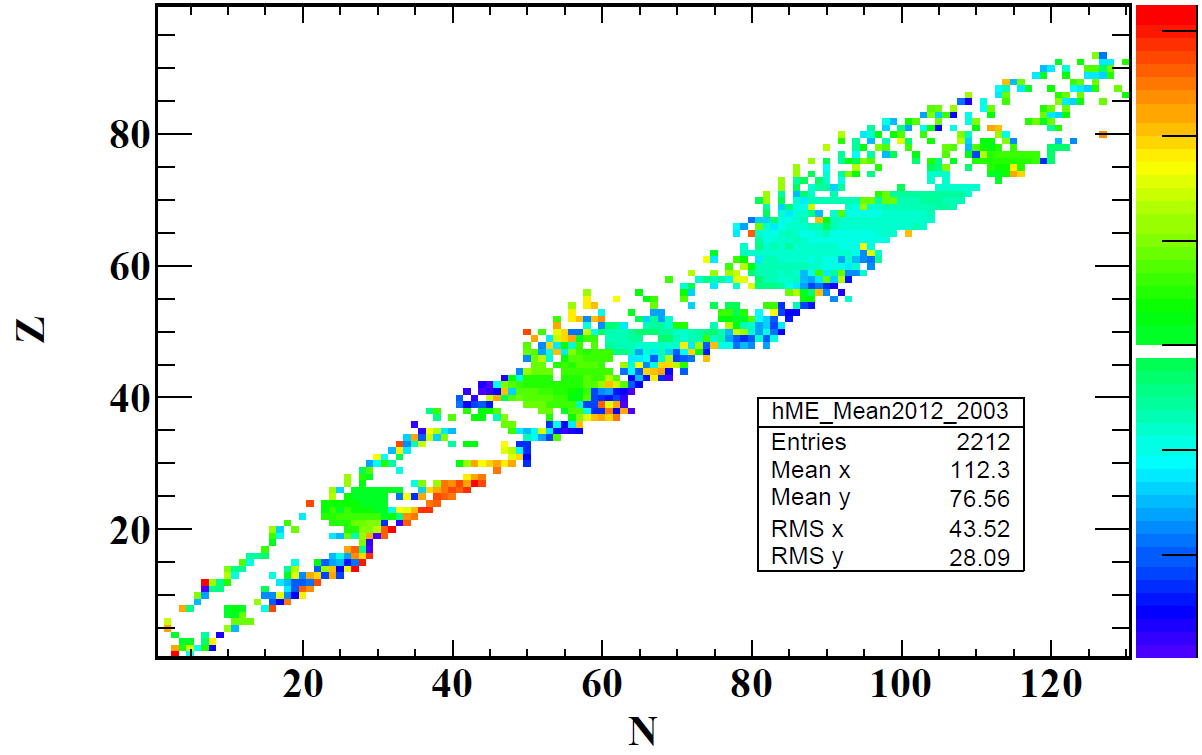 80
60
40
20
Z
hME_Mean2012_2003
Entries 2212
Mean x 112.3
Mean y 76.56
RMS x 43.52
RMS y 28.09
20 40 60 80 100 120
N